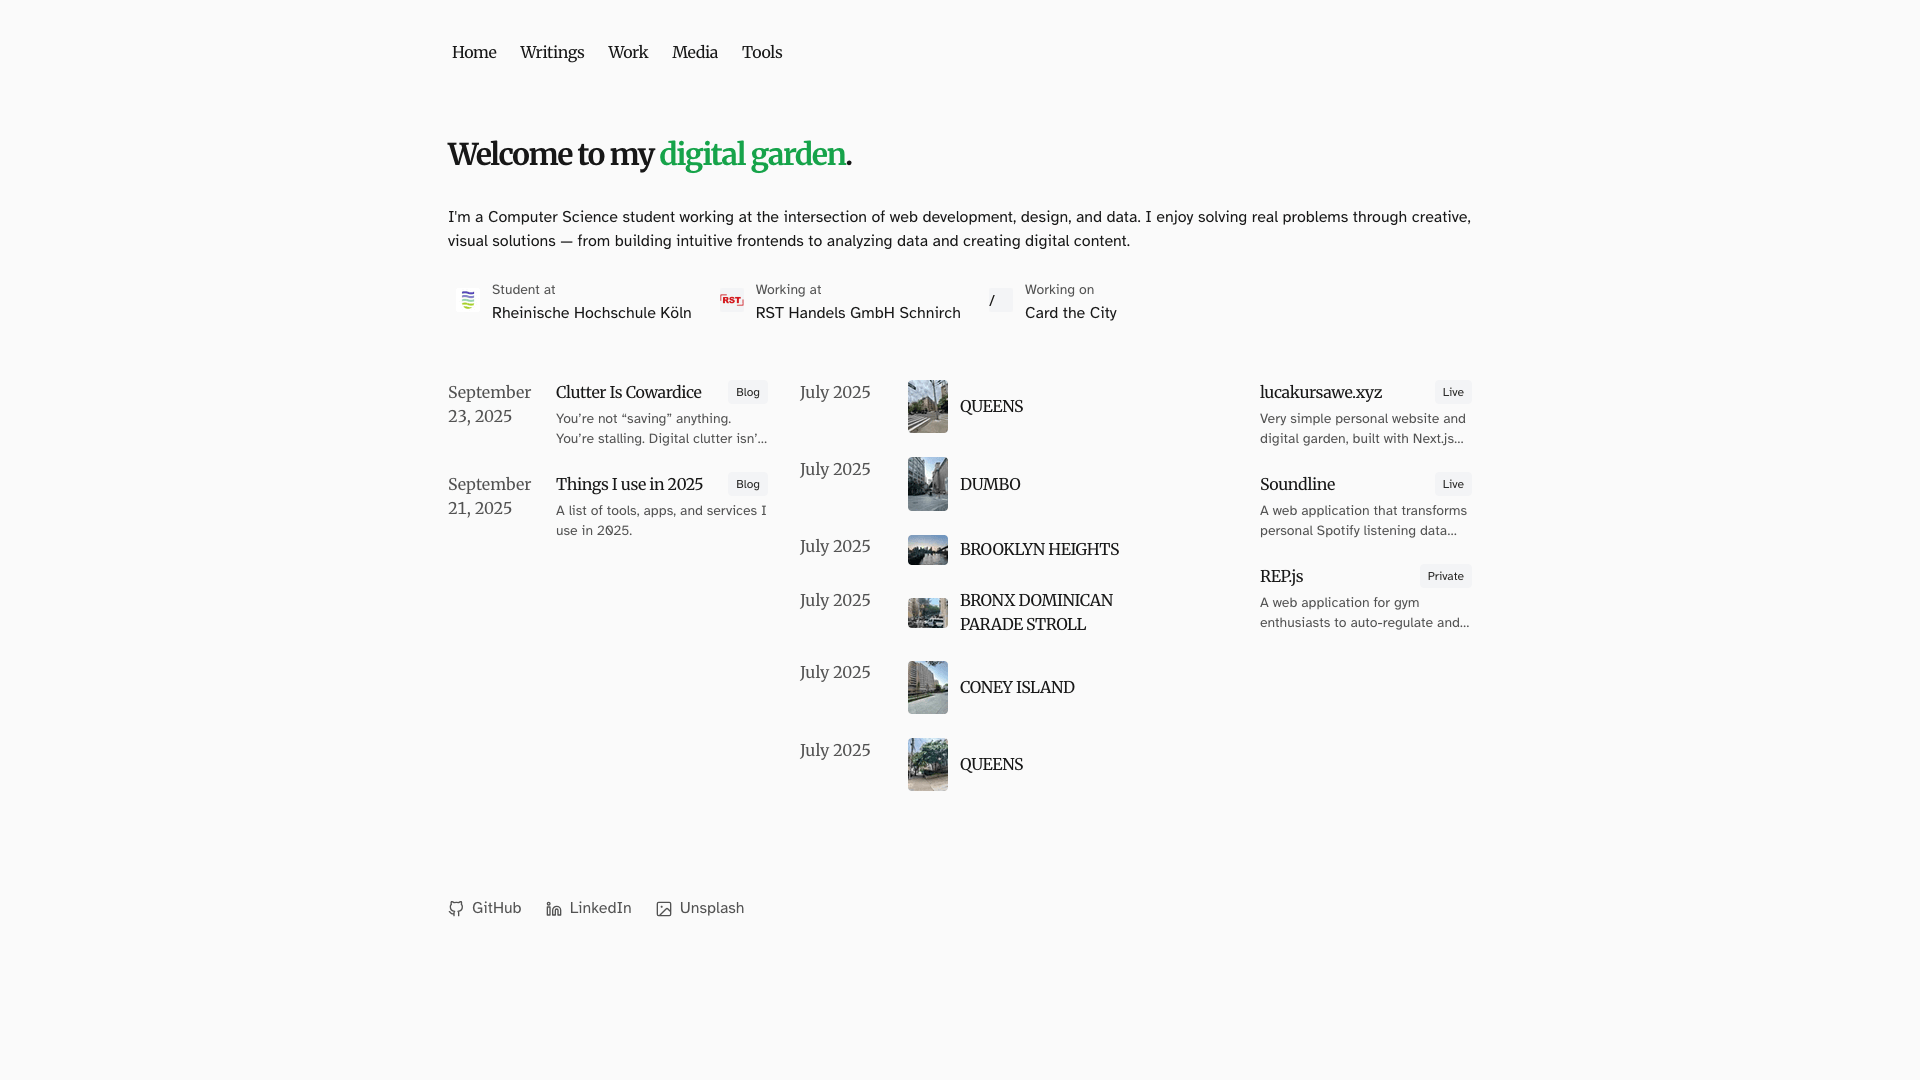 Home Writings Work Media Tools
Welcome to my digital garden.
I'm a Computer Science student working at the intersection of web development, design, and data. I enjoy solving real problems through creative,
visual solutions — from building intuitive frontends to analyzing data and creating digital content.
Student at
Rheinische Hochschule Köln
RST
Working at
RST Handels GmbH Schnirch
/
Working on
Card the City
September
23, 2025
Clutter Is Cowardice
Blog
You’re not “saving” anything.
You’re stalling. Digital clutter isn’…
September
21, 2025
Things I use in 2025
Blog
A list of tools, apps, and services I
use in 2025.
July 2025
QUEENS
July 2025
DUMBO
July 2025
BROOKLYN HEIGHTS
July 2025
BRONX DOMINICAN
PARADE STROLL
July 2025
CONEY ISLAND
July 2025
QUEENS
lucakursawe.xyz
Live
Very simple personal website and
digital garden, built with Next.js…
Soundline
Live
A web application that transforms
personal Spotify listening data…
REP.js
Private
A web application for gym
enthusiasts to auto-regulate and…
GitHub LinkedIn Unsplash